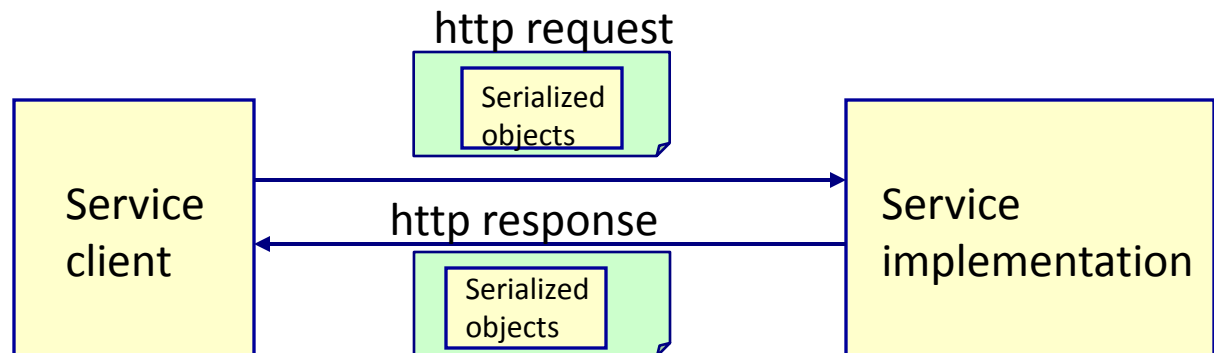 http request
Serialized
objects
Service
client
Service
implementation
http response
Serialized
objects